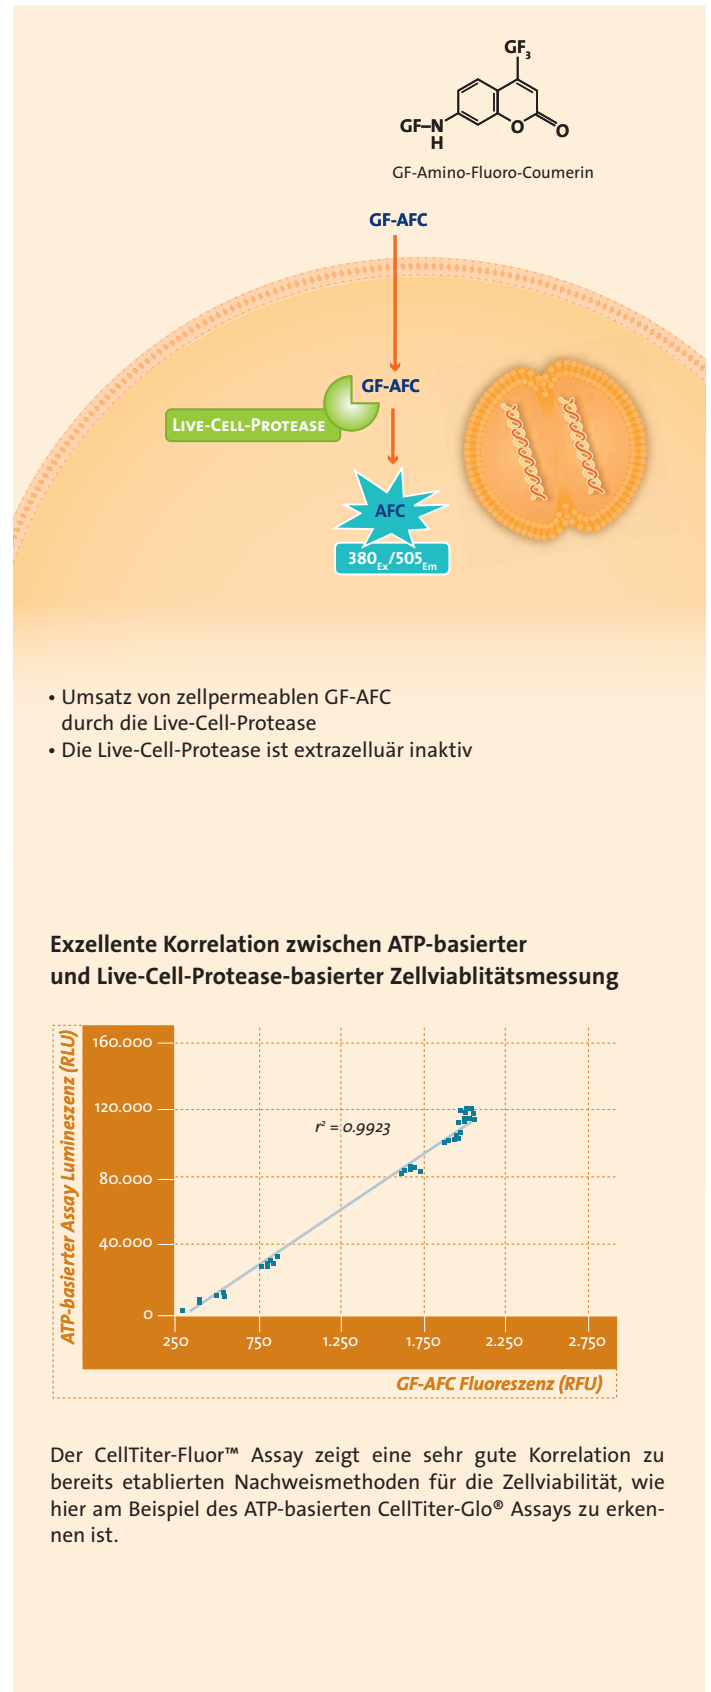 GF3
GF–N
H
O
O
GF-Amino-Fluoro-Coumerin
GF-AFC
GF-AFC
LIVE-CELL-PROTEASE
AFC
380Ex/505Em
• Umsatz von zellpermeablen GF-AFC
durch die Live-Cell-Protease
• Die Live-Cell-Protease ist extrazelluär inaktiv
Exzellente Korrelation zwischen ATP-basierter
und Live-Cell-Protease-basierter Zellviablitätsmessung
ATP-basierter Assay Lumineszenz (RLU)
160.000
120.000
80.000
40.000
0
r² = 0.9923
250 750 1.250 1.750 2.250 2.750
GF-AFC Fluoreszenz (RFU)
Der CellTiter-Fluor™ Assay zeigt eine sehr gute Korrelation zu
bereits etablierten Nachweismethoden für die Zellviabilität, wie
hier am Beispiel des ATP-basierten CellTiter-Glo® Assays zu erken-
nen ist.